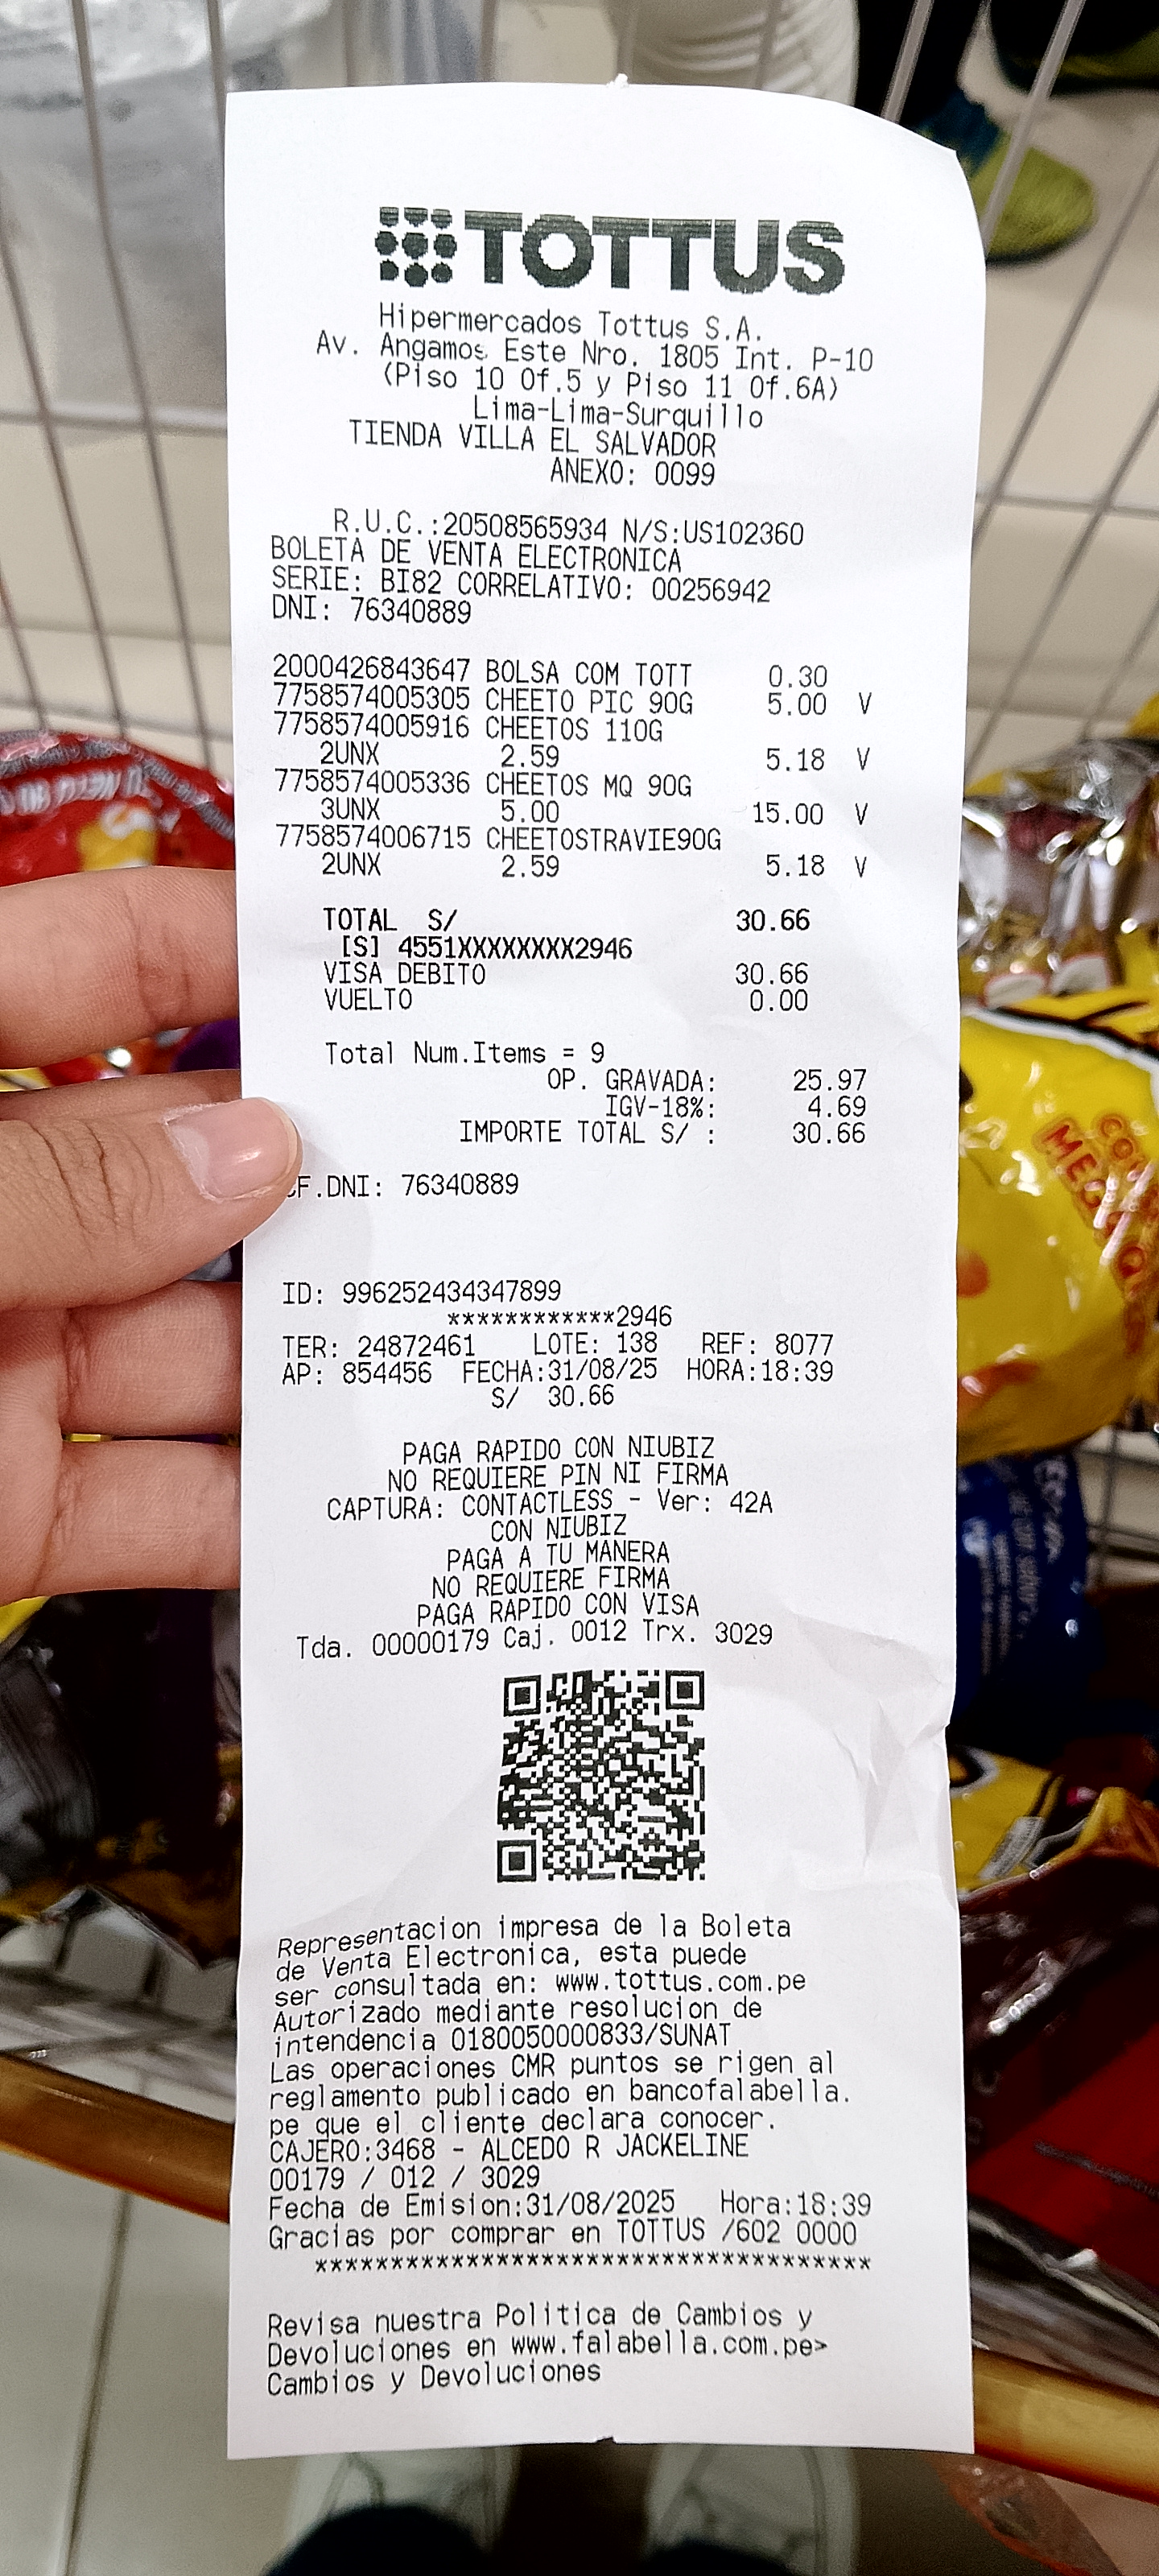 TOTTUS
Hipermercados Tottus S.A.
Av. Angamos Este Nro. 1805 Int. P-10
(Piso 10 Of.5 y Piso 11 Of.6A)
Lima-Lima-Surquillo
TIENDA VILLA EL SALVADOR
ANEXO: 0099
R.U.C.:20508565934 N/S:US102360
BOLETA DE VENTA ELECTRONICA
SERIE: BI82 CORRELATIVO: 00256942
DNI: 76340889
2000426843647 BOLSA COM TOTT 0.30
7758574005305 CHEETO PIC 90G 5.00 V
7758574005916 CHEETOS 110G
2UNX 2.59 5.18 V
7758574005336 CHEETOS MQ 90G
3UNX 5.00 15.00 V
7758574006715 CHEETOSTRAVIE90G
2UNX 2.59 5.18 V
TOTAL S/ 30.66
[S] 4551XXXXXXXX2946
VISA DEBITO 30.66
VUELTO 0.00
Total Num.Items = 9
OP. GRAVADA: 25.97
IGV-18%: 4.69
IMPORTE TOTAL S/ : 30.66
F.DNI: 76340889
ID: 996252434347899
************2946
TER: 24872461 LOTE: 138 REF: 8077
AP: 854456 FECHA:31/08/25 HORA:18:39
S/ 30.66
PAGA RAPIDO CON NIUBIZ
NO REQUIERE PIN NI FIRMA
CAPTURA: CONTACTLESS - Ver: 42A
CON NIUBIZ
PAGA A TU MANERA
NO REQUIERE FIRMA
PAGA RAPIDO CON VISA
Tda. 00000179 Caj. 0012 Trx. 3029
Representacion impresa de la Boleta
de Venta Electronica, esta puede
ser consultada en: www.tottus.com.pe
Autorizado mediante resolucion de
intendencia 0180050000833/SUNAT
Las operaciones CMR puntos se rigen al
reglamento publicado en bancofalabella.
pe que el cliente declara conocer.
CAJERO:3468 - ALCEDO R JACKELINE
00179 / 012 / 3029
Fecha de Emision:31/08/2025 Hora:18:39
Gracias por comprar en TOTTUS /602 0000
*************************************
Revisa nuestra Politica de Cambios y
Devoluciones en www.falabella.com.pe>
Cambios y Devoluciones